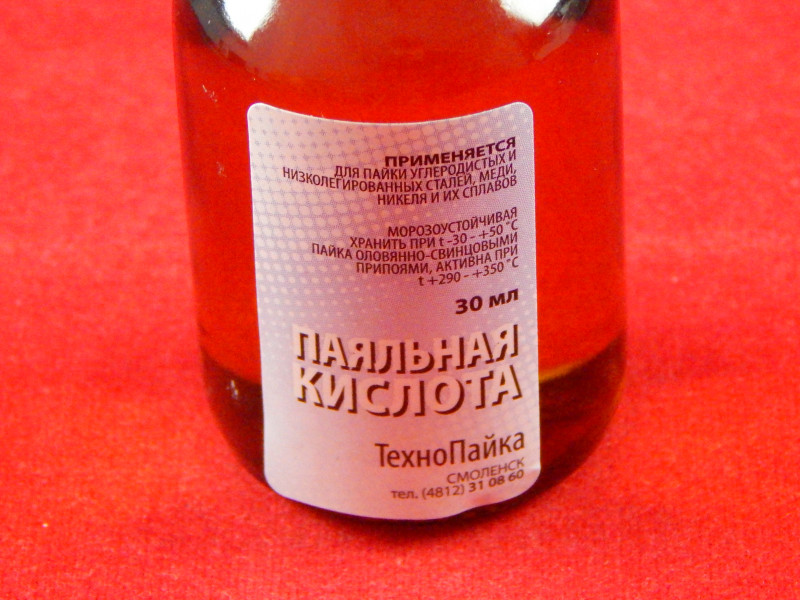 ПРИМЕНЯЕТСЯ
ДЛЯ ПАЙКИ УГЛЕРОДИСТЫХ И
НИЗКОЛЕГИРОВАННЫХ СТАЛЕЙ, МЕДИ,
НИКЕЛЯ И ИХ СПЛАВОВ
МОРОЗОУСТОЙЧИВАЯ
ХРАНИТЬ ПРИ t -30 - +50 °C
ПАЙКА ОЛОВЯННО-СВИНЦОВЫМИ
ПРИПОЯМИ, АКТИВНА ПРИ
t +290 - +350 °C
30 мл
ПАЯЛЬНАЯ
КИСЛОТА
ТехноПайка
СМОЛЕНСК
тел. (4812) 31 08 60